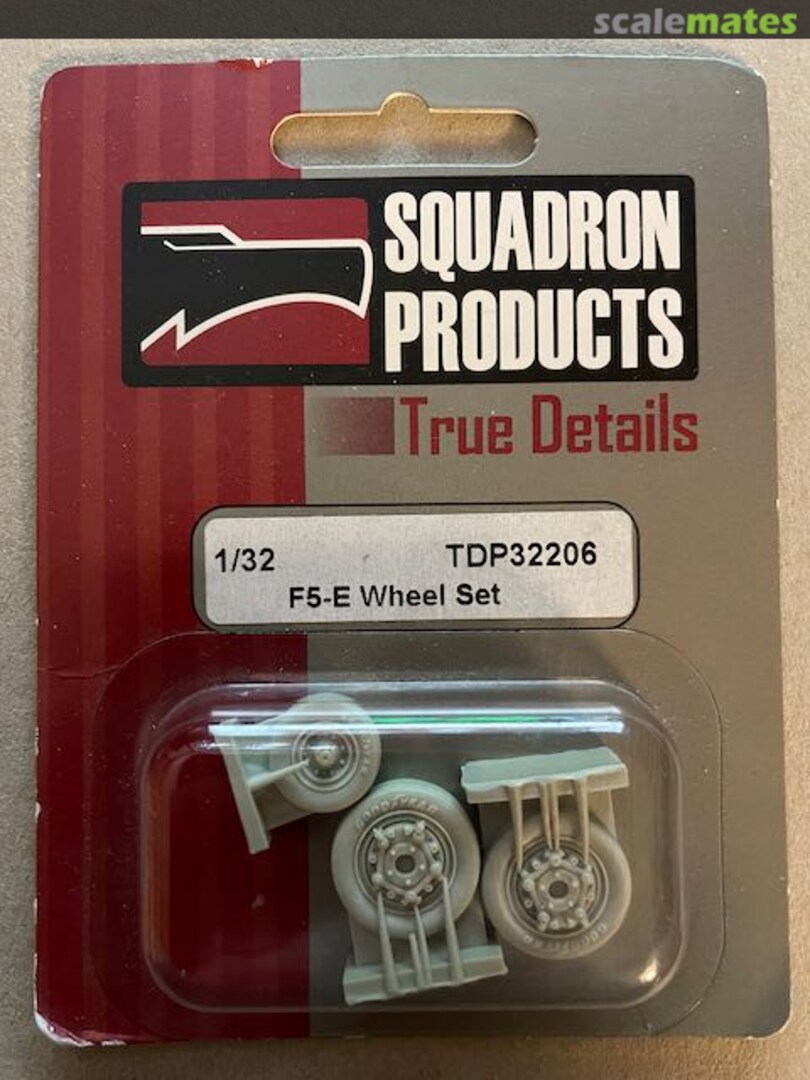 scalemates
SQUADRON
PRODUCTS
True Details
1/32 TDP32206
F5-E Wheel Set
GOODYEAR
GOODYEAR